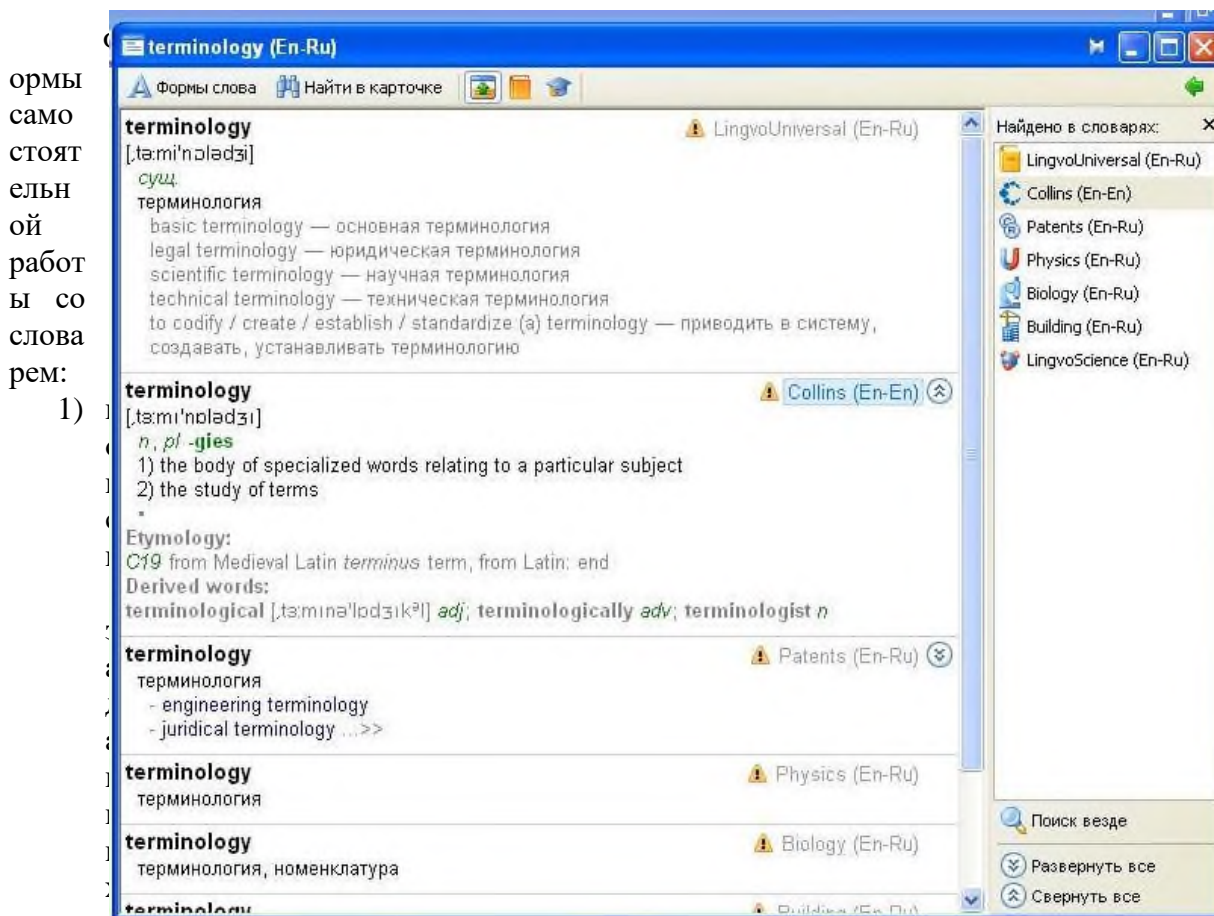 ормы
само
стоят
ельн
ой
работ
ы со
слова
рем:
1)
terminology (En-Ru)
Формы слова Найти в карточке
terminology LingvoUniversal (En-Ru)
[ˌtɜːmɪ'nɔlədʒi]
сущ.
терминология
basic terminology — основная терминология
legal terminology — юридическая терминология
scientific terminology — научная терминология
technical terminology — техническая терминология
to codify / create / establish / standardize (a) terminology — приводить в систему,
создавать, устанавливать терминологию
terminology Collins (En-En)
[ˌtɜːmɪ'nɒlədʒɪ]
n, pl -gies
1) the body of specialized words relating to a particular subject
2) the study of terms
Etymology:
C19 from Medieval Latin terminus term, from Latin: end
Derived words:
terminological [ˌtɜːmɪnə'lɒdʒɪkᵊl] adj; terminologically adv; terminologist n
terminology Patents (En-Ru)
терминология
- engineering terminology
- juridical terminology ...>>
terminology Physics (En-Ru)
терминология
terminology Biology (En-Ru)
терминология, номенклатура
terminology Building (En-Ru)
Найдено в словарях:
LingvoUniversal (En-Ru)
Collins (En-En)
Patents (En-Ru)
Physics (En-Ru)
Biology (En-Ru)
Building (En-Ru)
LingvoScience (En-Ru)
Поиск везде
Развернуть все
Свернуть все